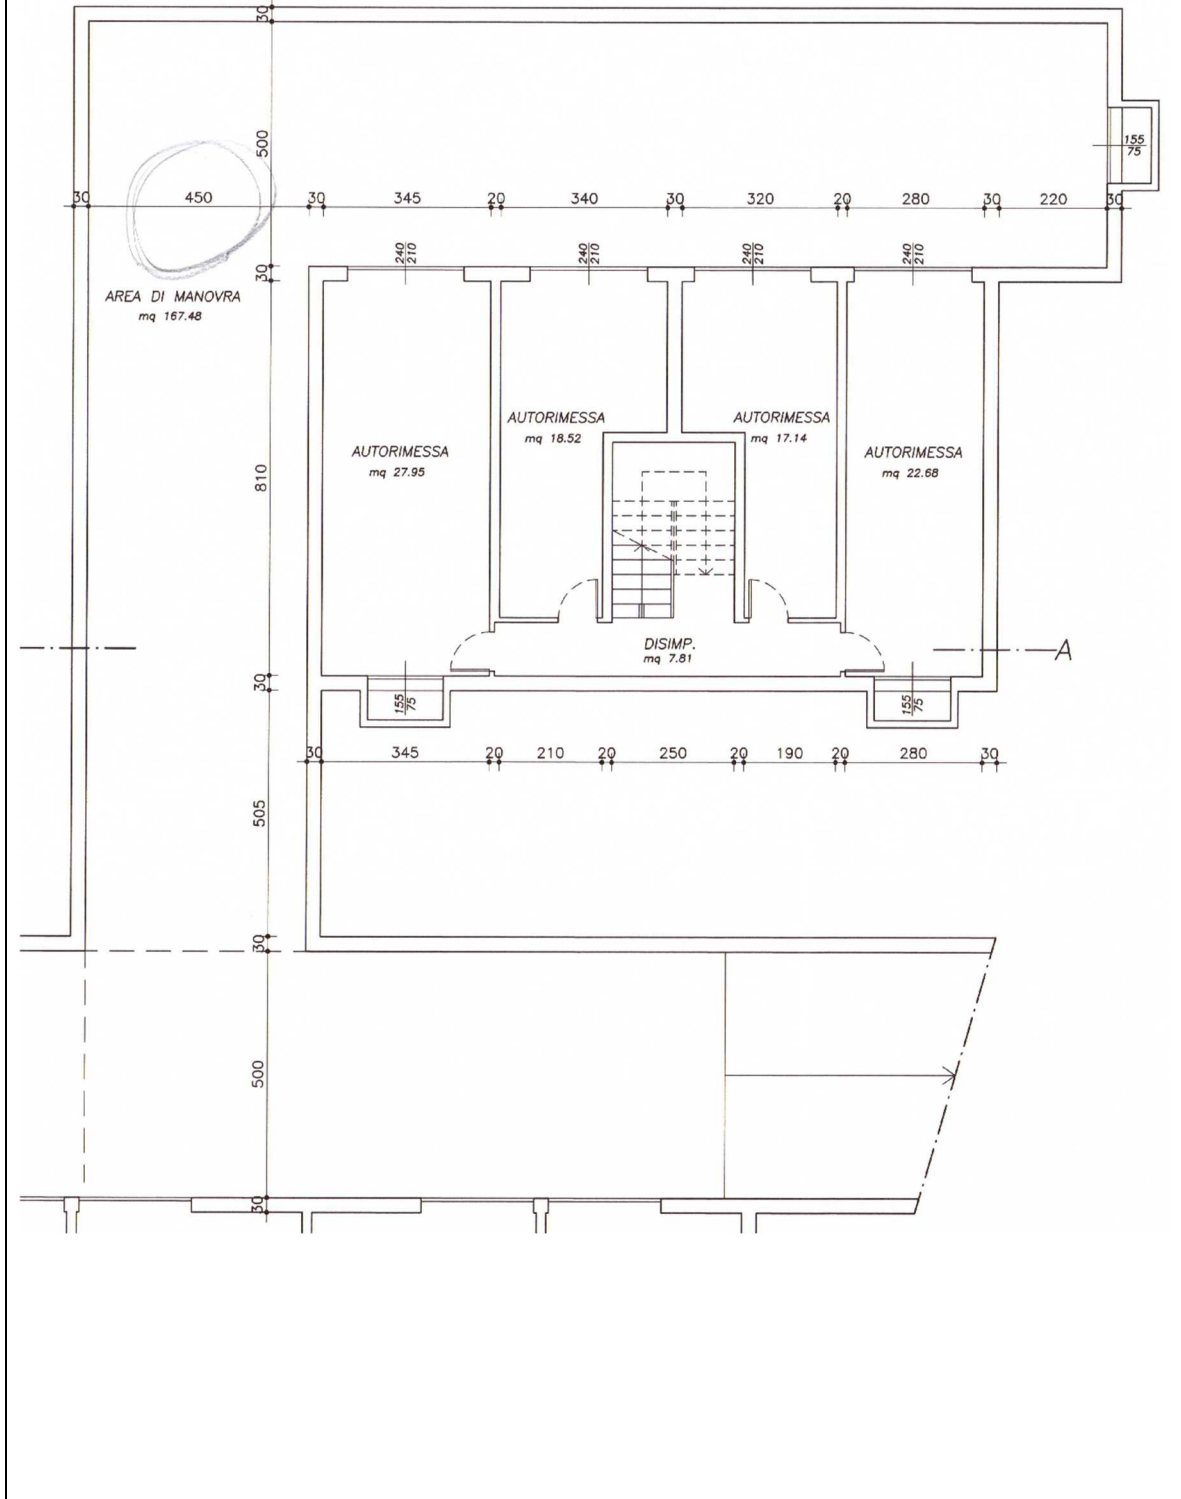 30
500
155
75
30 450 30 345 20 340 30 320 20 280 30 220 30
240
210
240
210
240
210
240
210
30
AREA DI MANOVRA
mq 167.48
AUTORIMESSA
mq 18.52
AUTORIMESSA
mq 17.14
AUTORIMESSA
mq 27.95
AUTORIMESSA
mq 22.68
810
DISIMP.
mq 7.81
A
30
155
75
155
75
30 345 20 210 20 250 20 190 20 280 30
505
30
500
30